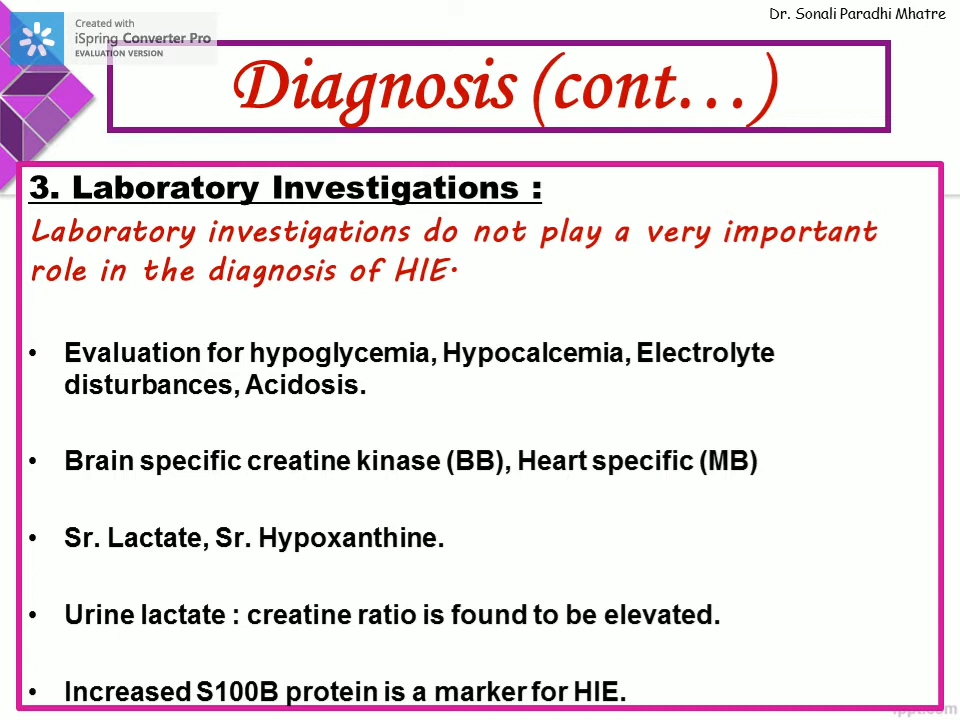 Dr. Sonali Paradhi Mhatre
Created with
iSpring Converter Pro
EVALUATION VERSION
Diagnosis (cont…)
3. Laboratory Investigations :
Laboratory investigations do not play a very important
role in the diagnosis of HIE.
• Evaluation for hypoglycemia, Hypocalcemia, Electrolyte
disturbances, Acidosis.
• Brain specific creatine kinase (BB), Heart specific (MB)
• Sr. Lactate, Sr. Hypoxanthine.
• Urine lactate : creatine ratio is found to be elevated.
• Increased S100B protein is a marker for HIE.